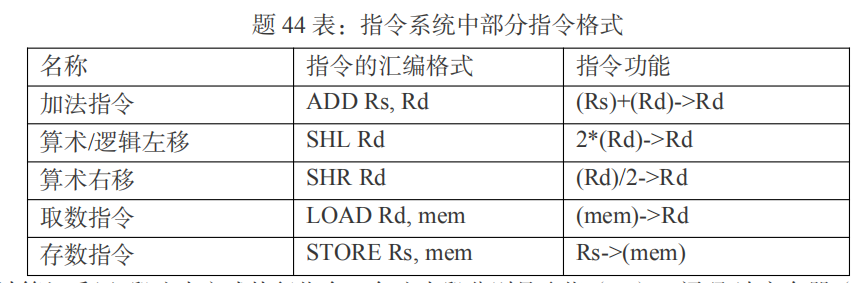 题 44 表：指令系统中部分指令格式
名称 指令的汇编格式 指令功能
加法指令 ADD Rs, Rd (Rs)+(Rd)->Rd
算术/逻辑左移 SHL Rd 2*(Rd)->Rd
算术右移 SHR Rd (Rd)/2->Rd
取数指令 LOAD Rd, mem (mem)->Rd
存数指令 STORE Rs, mem Rs->(mem)